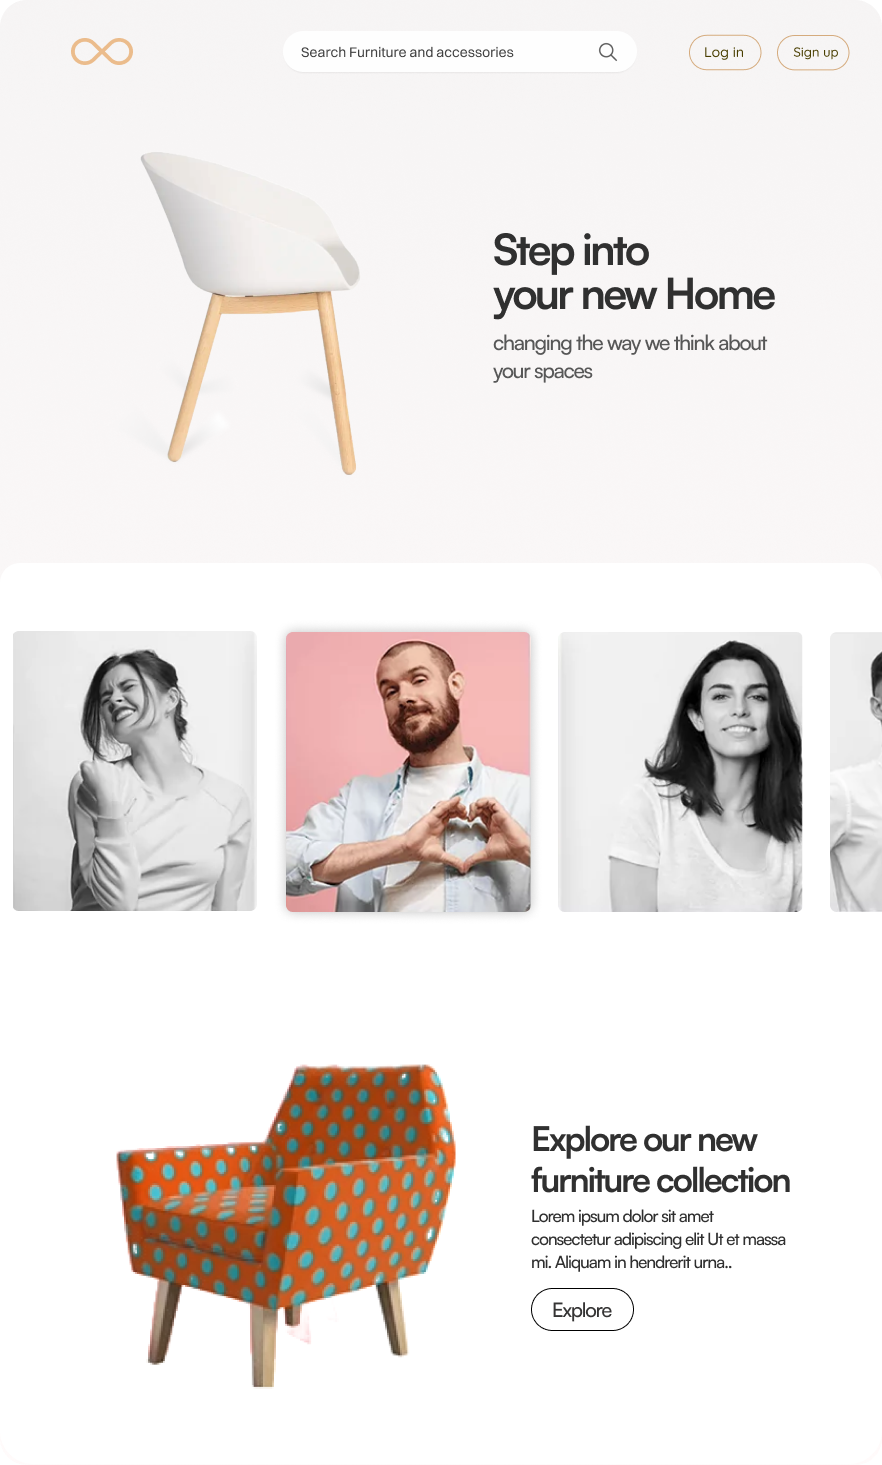 Search Furniture and accessories
Log in
Sign up
Step into
your new Home
changing the way we think about
your spaces
Explore our new
furniture collection
Lorem ipsum dolor sit amet
consectetur adipiscing elit Ut et massa
mi. Aliquam in hendrerit urna..
Explore